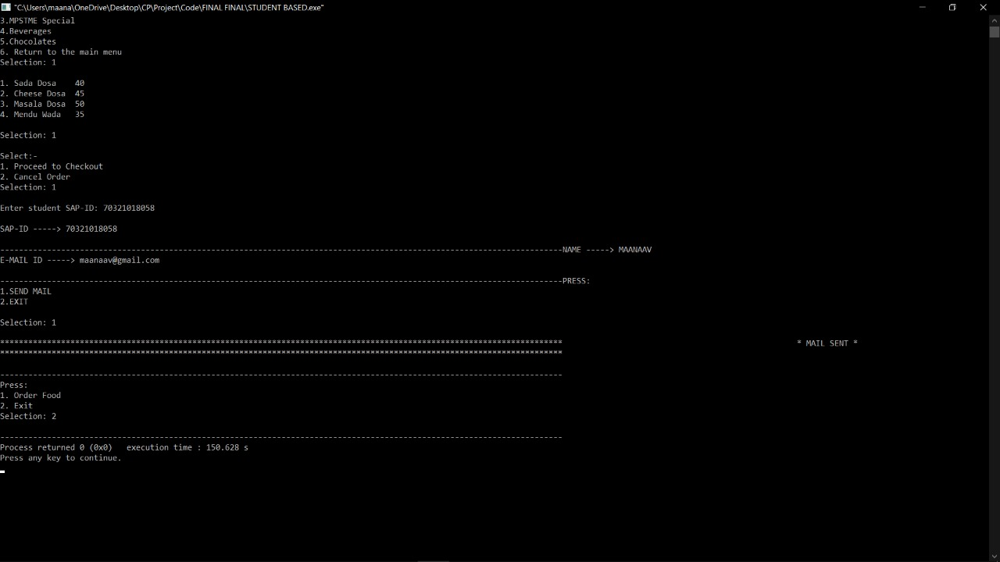 "C:\Users\maana\OneDrive\Desktop\CP\Project\Code\FINAL FINAL\STUDENT BASED.exe"
3.MPSTME Special
4.Beverages
5.Chocolates
6. Return to the main menu
Selection: 1
1. Sada Dosa    40
2. Cheese Dosa  45
3. Masala Dosa  50
4. Mendu Wada   35
Selection: 1
Select:-
1. Proceed to Checkout
2. Cancel Order
Selection: 1
Enter student SAP-ID: 70321018058
SAP-ID -----> 70321018058
------------------------------------------------------------------------------------------------------------------------NAME -----> MAANAAV
E-MAIL ID -----> maanaav@gmail.com
------------------------------------------------------------------------------------------------------------------------PRESS:
1.SEND MAIL
2.EXIT
Selection: 1
************************************************************************************************************************                                                  * MAIL SENT *
************************************************************************************************************************
------------------------------------------------------------------------------------------------------------------------
Press:
1. Order Food
2. Exit
Selection: 2
------------------------------------------------------------------------------------------------------------------------
Process returned 0 (0x0)   execution time : 150.628 s
Press any key to continue.